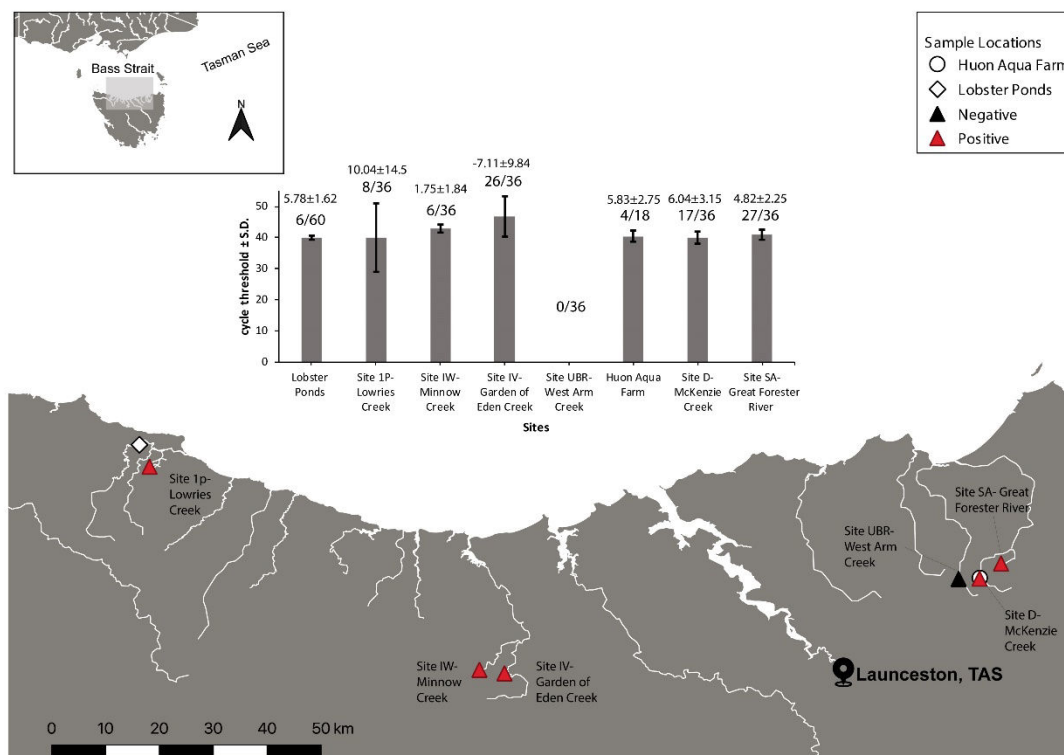 Bass Strait
Tasman Sea
N
Sample Locations
Huon Aqua Farm
Lobster Ponds
Negative
Positive
5.78±1.62
6/60
10.04±14.5
8/36
1.75±1.84
6/36
-7.11±9.84
26/36
0/36
5.83±2.75
4/18
6.04±3.15
17/36
4.82±2.25
27/36
cycle threshold ± S.D.
50
40
30
20
10
0
Lobster
Ponds
Site 1P-
Lowries
Creek
Site IW-
Minnow
Creek
Site IV-
Garden of
Eden Creek
Site UBR-
West Arm
Creek
Huon Aqua
Farm
Site D-
McKenzie
Creek
Site SA-
Great Forester
River
Sites
Site 1p-
Lowries
Creek
Site SA- Great
Forester River
Site UBR-
West Arm
Creek
Site D-
McKenzie
Creek
Site IW-
Minnow
Creek
Site IV-
Garden of
Eden Creek
Launceston, TAS
0 10 20 30 40 50 km